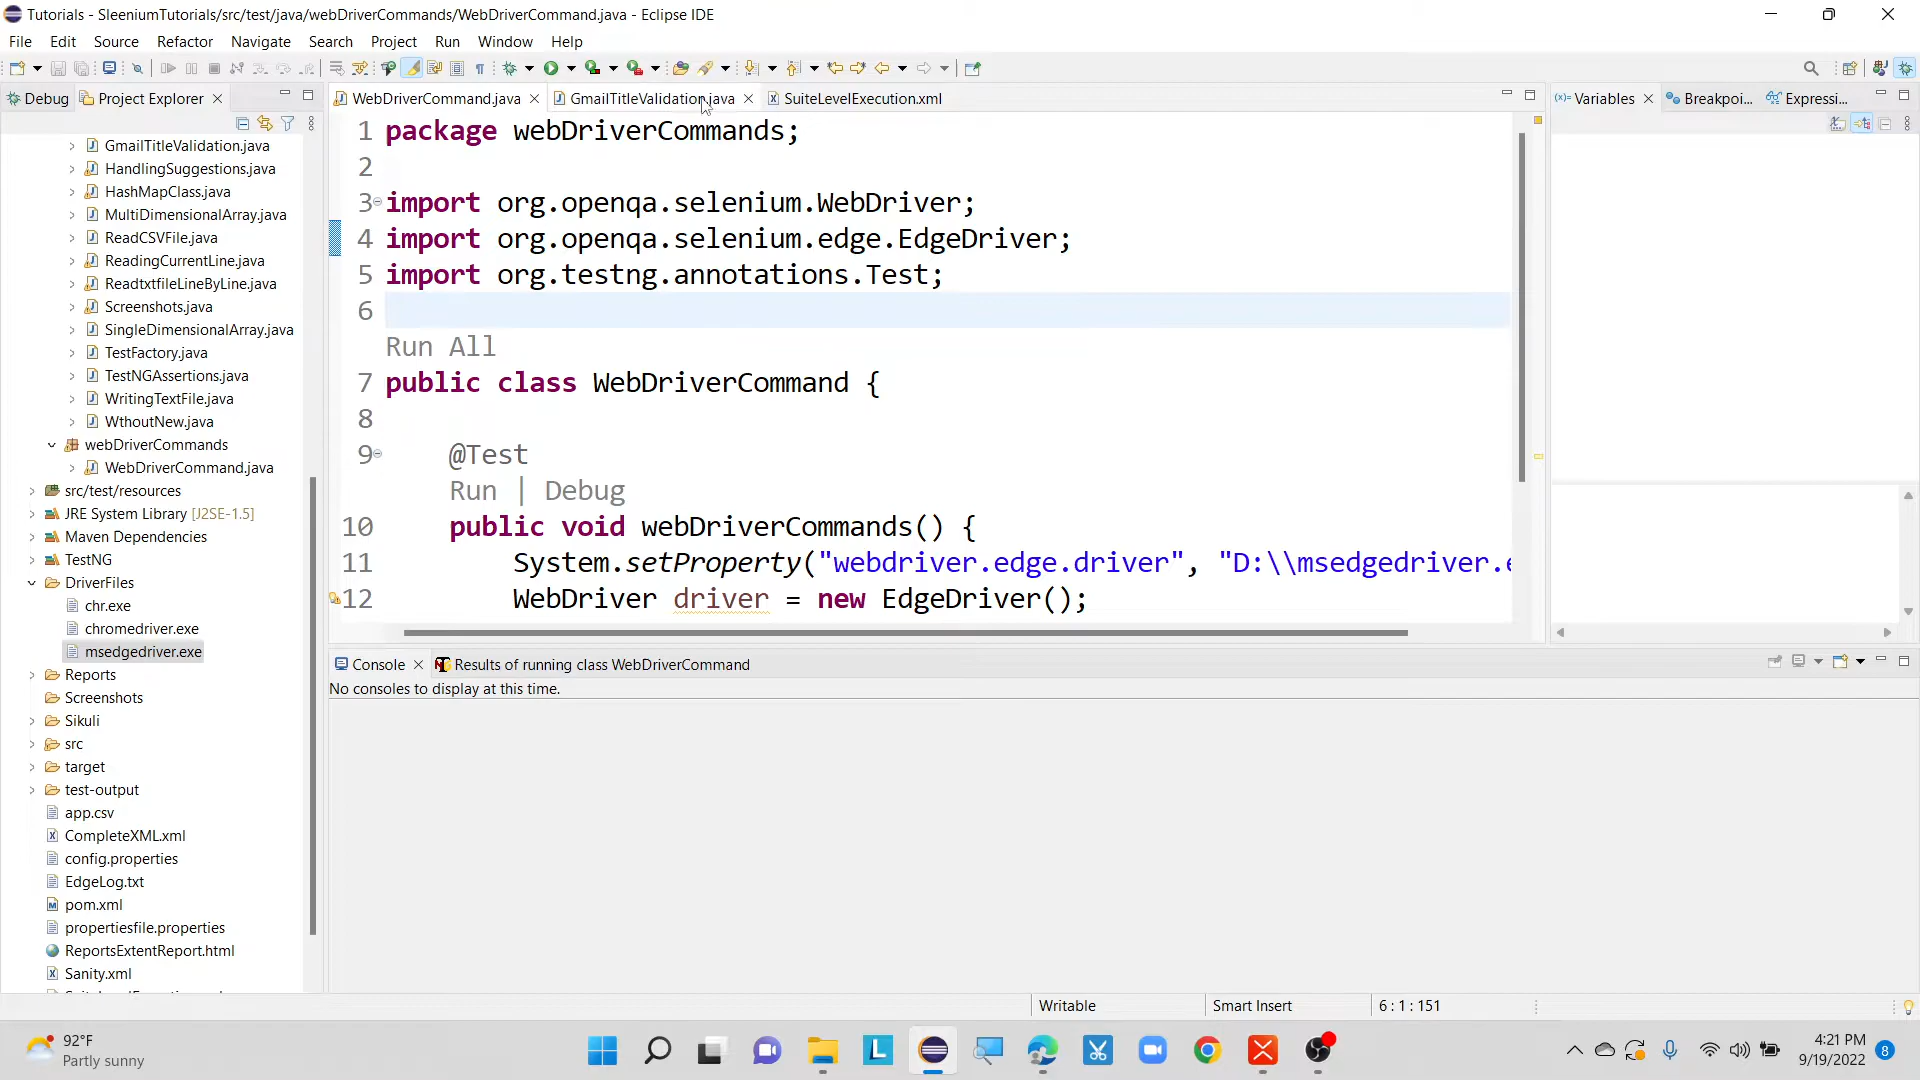 Tutorials - SleeniumTutorials/src/test/java/webDriverCommands/WebDriverCommand.java - Eclipse IDE
File Edit Source Refactor Navigate Search Project Run Window Help
Debug Project Explorer
GmailTitleValidation.java
HandlingSuggestions.java
HashMapClass.java
MultiDimensionalArray.java
ReadCSVFile.java
ReadingCurrentLine.java
ReadtxtfileLineByLine.java
Screenshots.java
SingleDimensionalArray.java
TestFactory.java
TestNGAssertions.java
WritingTextFile.java
WthoutNew.java
webDriverCommands
WebDriverCommand.java
src/test/resources
JRE System Library [J2SE-1.5]
Maven Dependencies
TestNG
DriverFiles
chr.exe
chromedriver.exe
msedgedriver.exe
Reports
Screenshots
Sikuli
src
target
test-output
app.csv
CompleteXML.xml
config.properties
EdgeLog.txt
pom.xml
propertiesfile.properties
ReportsExtentReport.html
Sanity.xml
WebDriverCommand.java GmailTitleValidation.java SuiteLevelExecution.xml
1 package webDriverCommands;
2
3 import org.openqa.selenium.WebDriver;
4 import org.openqa.selenium.edge.EdgeDriver;
5 import org.testng.annotations.Test;
6
Run All
7 public class WebDriverCommand {
8
9 @Test
Run | Debug
10 public void webDriverCommands() {
11 System.setProperty("webdriver.edge.driver", "D:\\msedgedriver.e
12 WebDriver driver = new EdgeDriver();
Variables Breakpoi... Expressi...
Console Results of running class WebDriverCommand
No consoles to display at this time.
Writable Smart Insert 6 : 1 : 151
92°F
Partly sunny
4:21 PM
9/19/2022
8